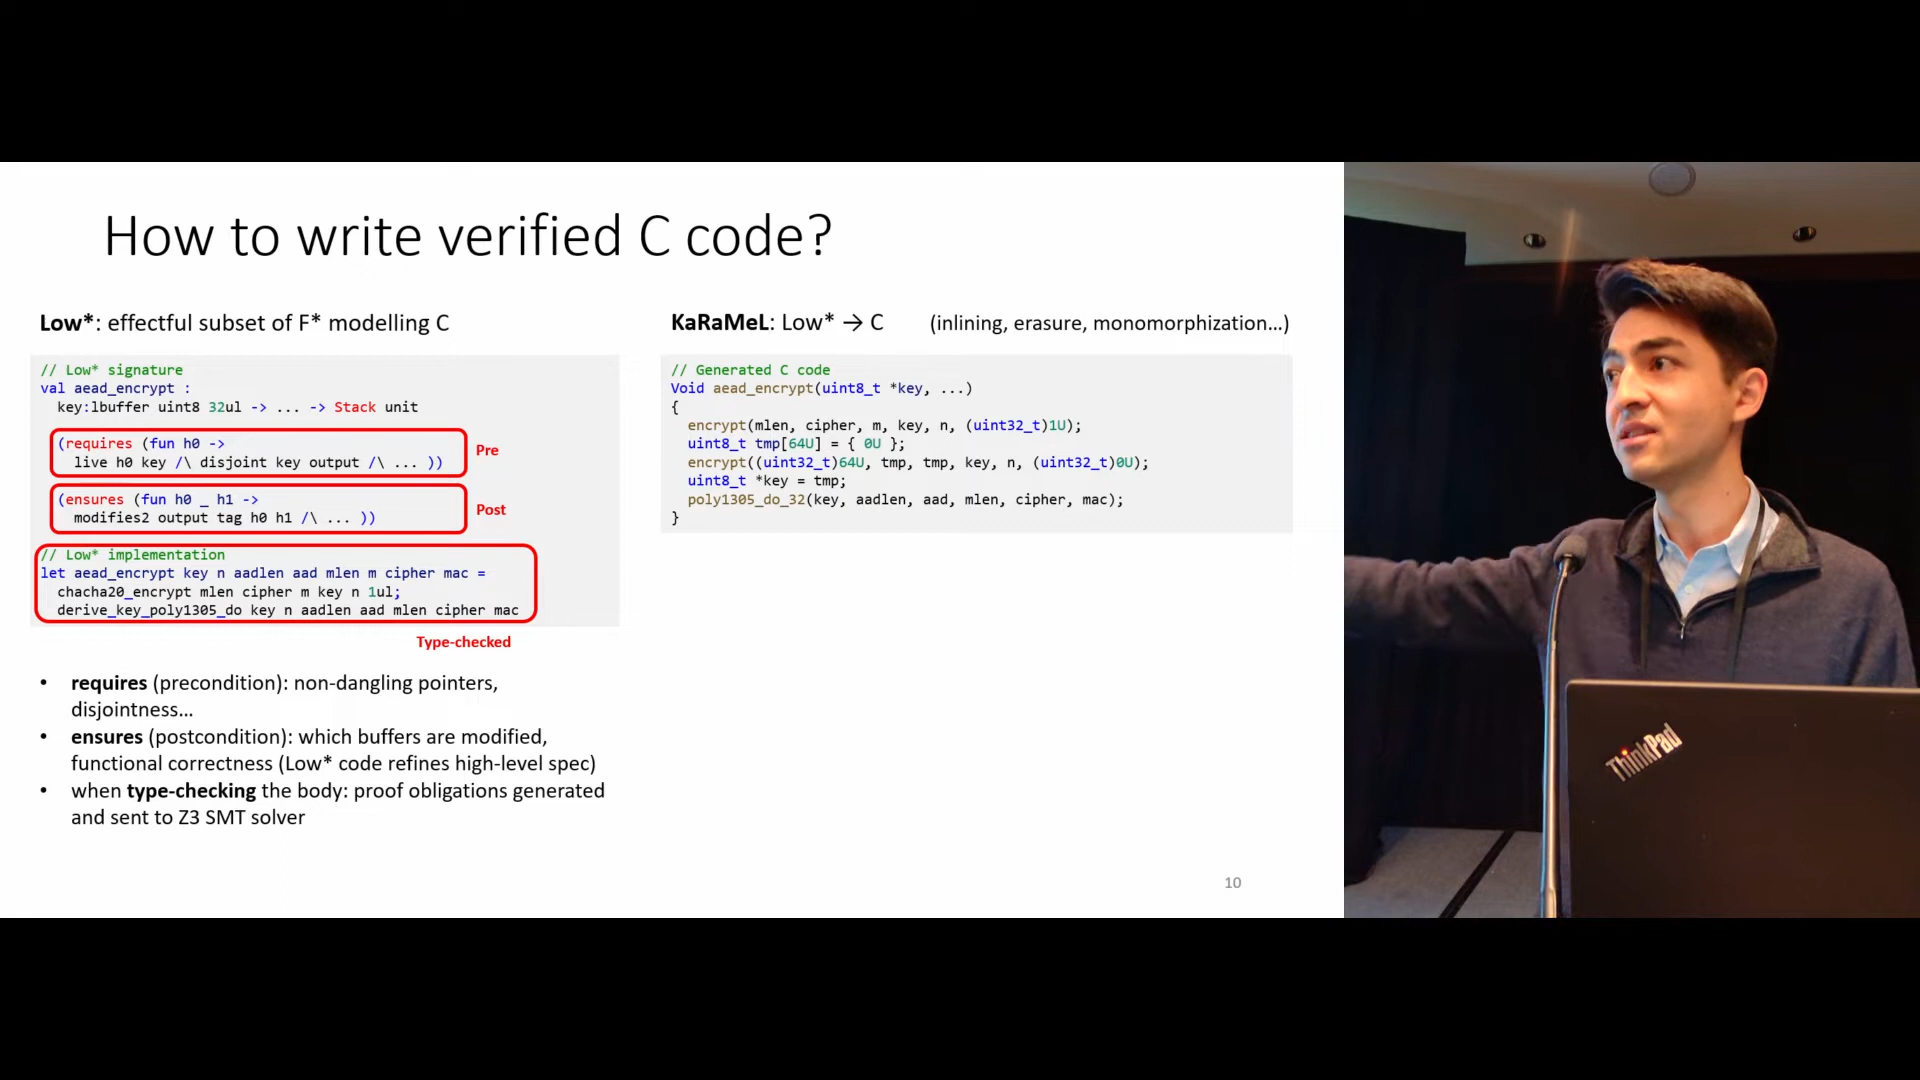 How to write verified C code?
Low*: effectful subset of F* modelling C
// Low* signature
val aead_encrypt :
key:lbuffer uint8 32ul -> ... -> Stack unit
(requires (fun h0 ->
live h0 key /\ disjoint key output /\ ... ))
Pre
(ensures (fun h0 _ h1 ->
modifies2 output tag h0 h1 /\ ... ))
Post
// Low* implementation
let aead_encrypt key n aadlen aad mlen m cipher mac =
chacha20_encrypt mlen cipher m key n 1ul;
derive_key_poly1305_do key n aadlen aad mlen cipher mac
Type-checked
• requires (precondition): non-dangling pointers,
disjointness...
• ensures (postcondition): which buffers are modified,
functional correctness (Low* code refines high-level spec)
• when type-checking the body: proof obligations generated
and sent to Z3 SMT solver
KaRaMeL: Low* → C (inlining, erasure, monomorphization...)
// Generated C code
Void aead_encrypt(uint8_t *key, ...)
{
encrypt(mlen, cipher, m, key, n, (uint32_t)1U);
uint8_t tmp[64U] = { 0U };
encrypt((uint32_t)64U, tmp, tmp, key, n, (uint32_t)0U);
uint8_t *key = tmp;
poly1305_do_32(key, aadlen, aad, mlen, cipher, mac);
}
10
ThinkPad